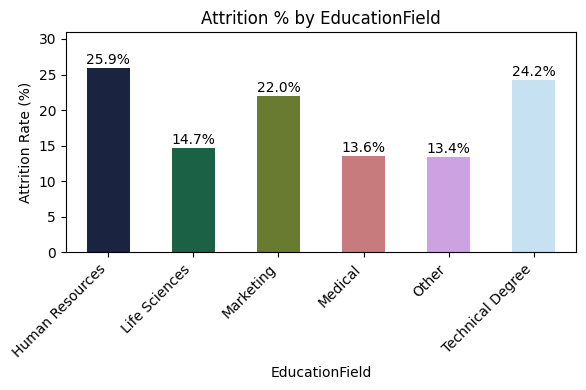 Attrition % by EducationField
Attrition Rate (%)
30
25
20
15
10
5
0
25.9%
14.7%
22.0%
13.6%
13.4%
24.2%
Human Resources
Life Sciences
Marketing
Medical
Other
Technical Degree
EducationField